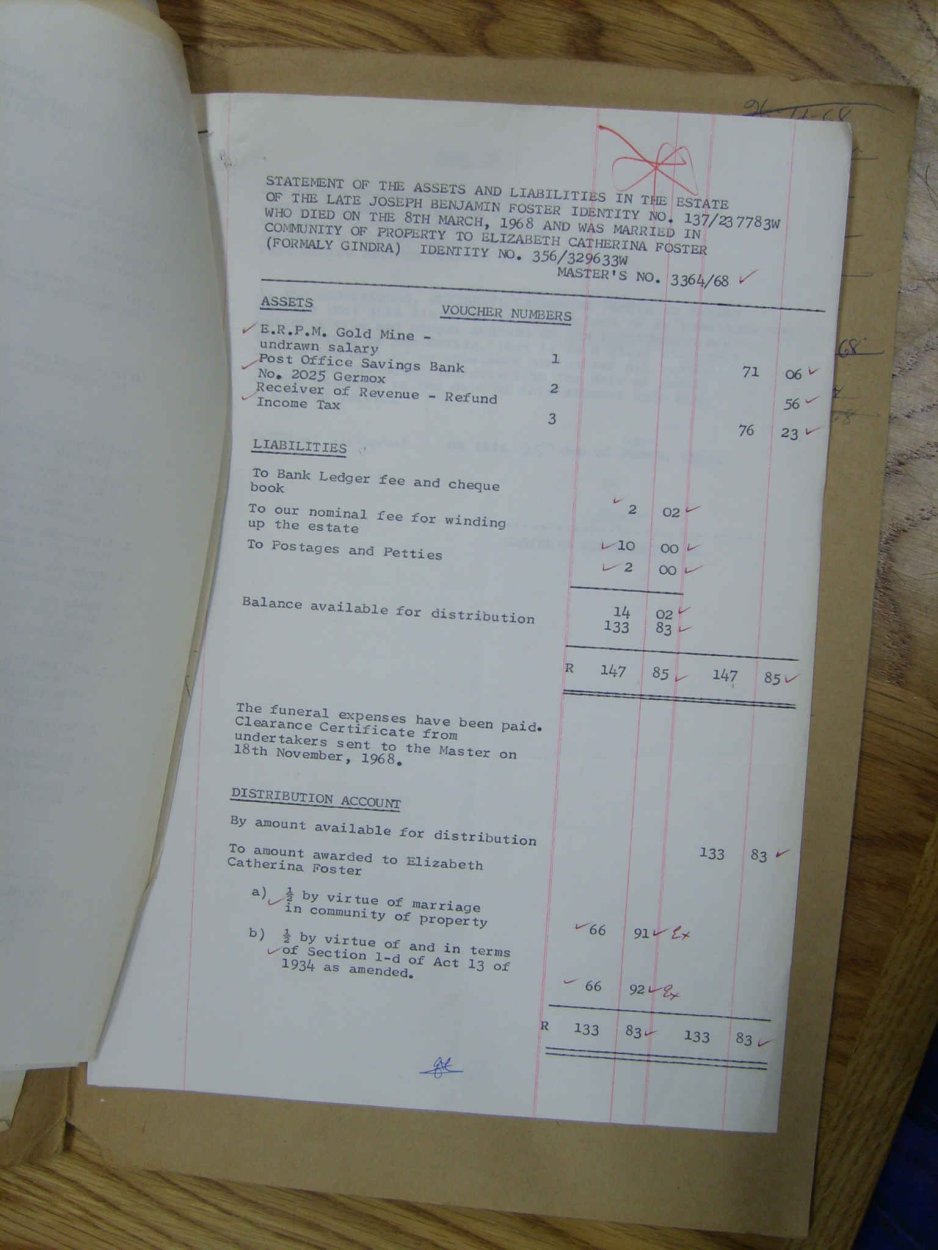 STATEMENT OF THE ASSETS AND LIABILITIES IN THE ESTATE
OF THE LATE JOSEPH BENJAMIN FOSTER IDENTITY NO. 137/237783W
WHO DIED ON THE 8TH MARCH, 1968 AND WAS MARRIED IN
COMMUNITY OF PROPERTY TO ELIZABETH CATHERINA FOSTER
(FORMALY GINDRA) IDENTITY NO. 356/329633W
MASTER'S NO. 3364/68
ASSETS VOUCHER NUMBERS
E.R.P.M. Gold Mine -
undrawn salary 1 71 06
Post Office Savings Bank
No. 2025 Germox 2 56
Receiver of Revenue - Refund
Income Tax 3 76 23
LIABILITIES
To Bank Ledger fee and cheque
book 2 02
To our nominal fee for winding
up the estate 10 00
To Postages and Petties 2 00
14 02
Balance available for distribution 133 83
R 147 85 147 85
The funeral expenses have been paid.
Clearance Certificate from
undertakers sent to the Master on
18th November, 1968.
DISTRIBUTION ACCOUNT
By amount available for distribution 133 83
To amount awarded to Elizabeth
Catherina Foster
a) ½ by virtue of marriage
in community of property 66 91 Ex
b) ½ by virtue of and in terms
of Section 1-d of Act 13 of
1934 as amended. 66 92 Ex
R 133 83 133 83